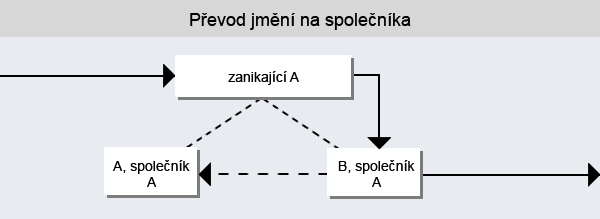 Převod jmění na společníka
zanikající A
A, společník
A
B, společník
A